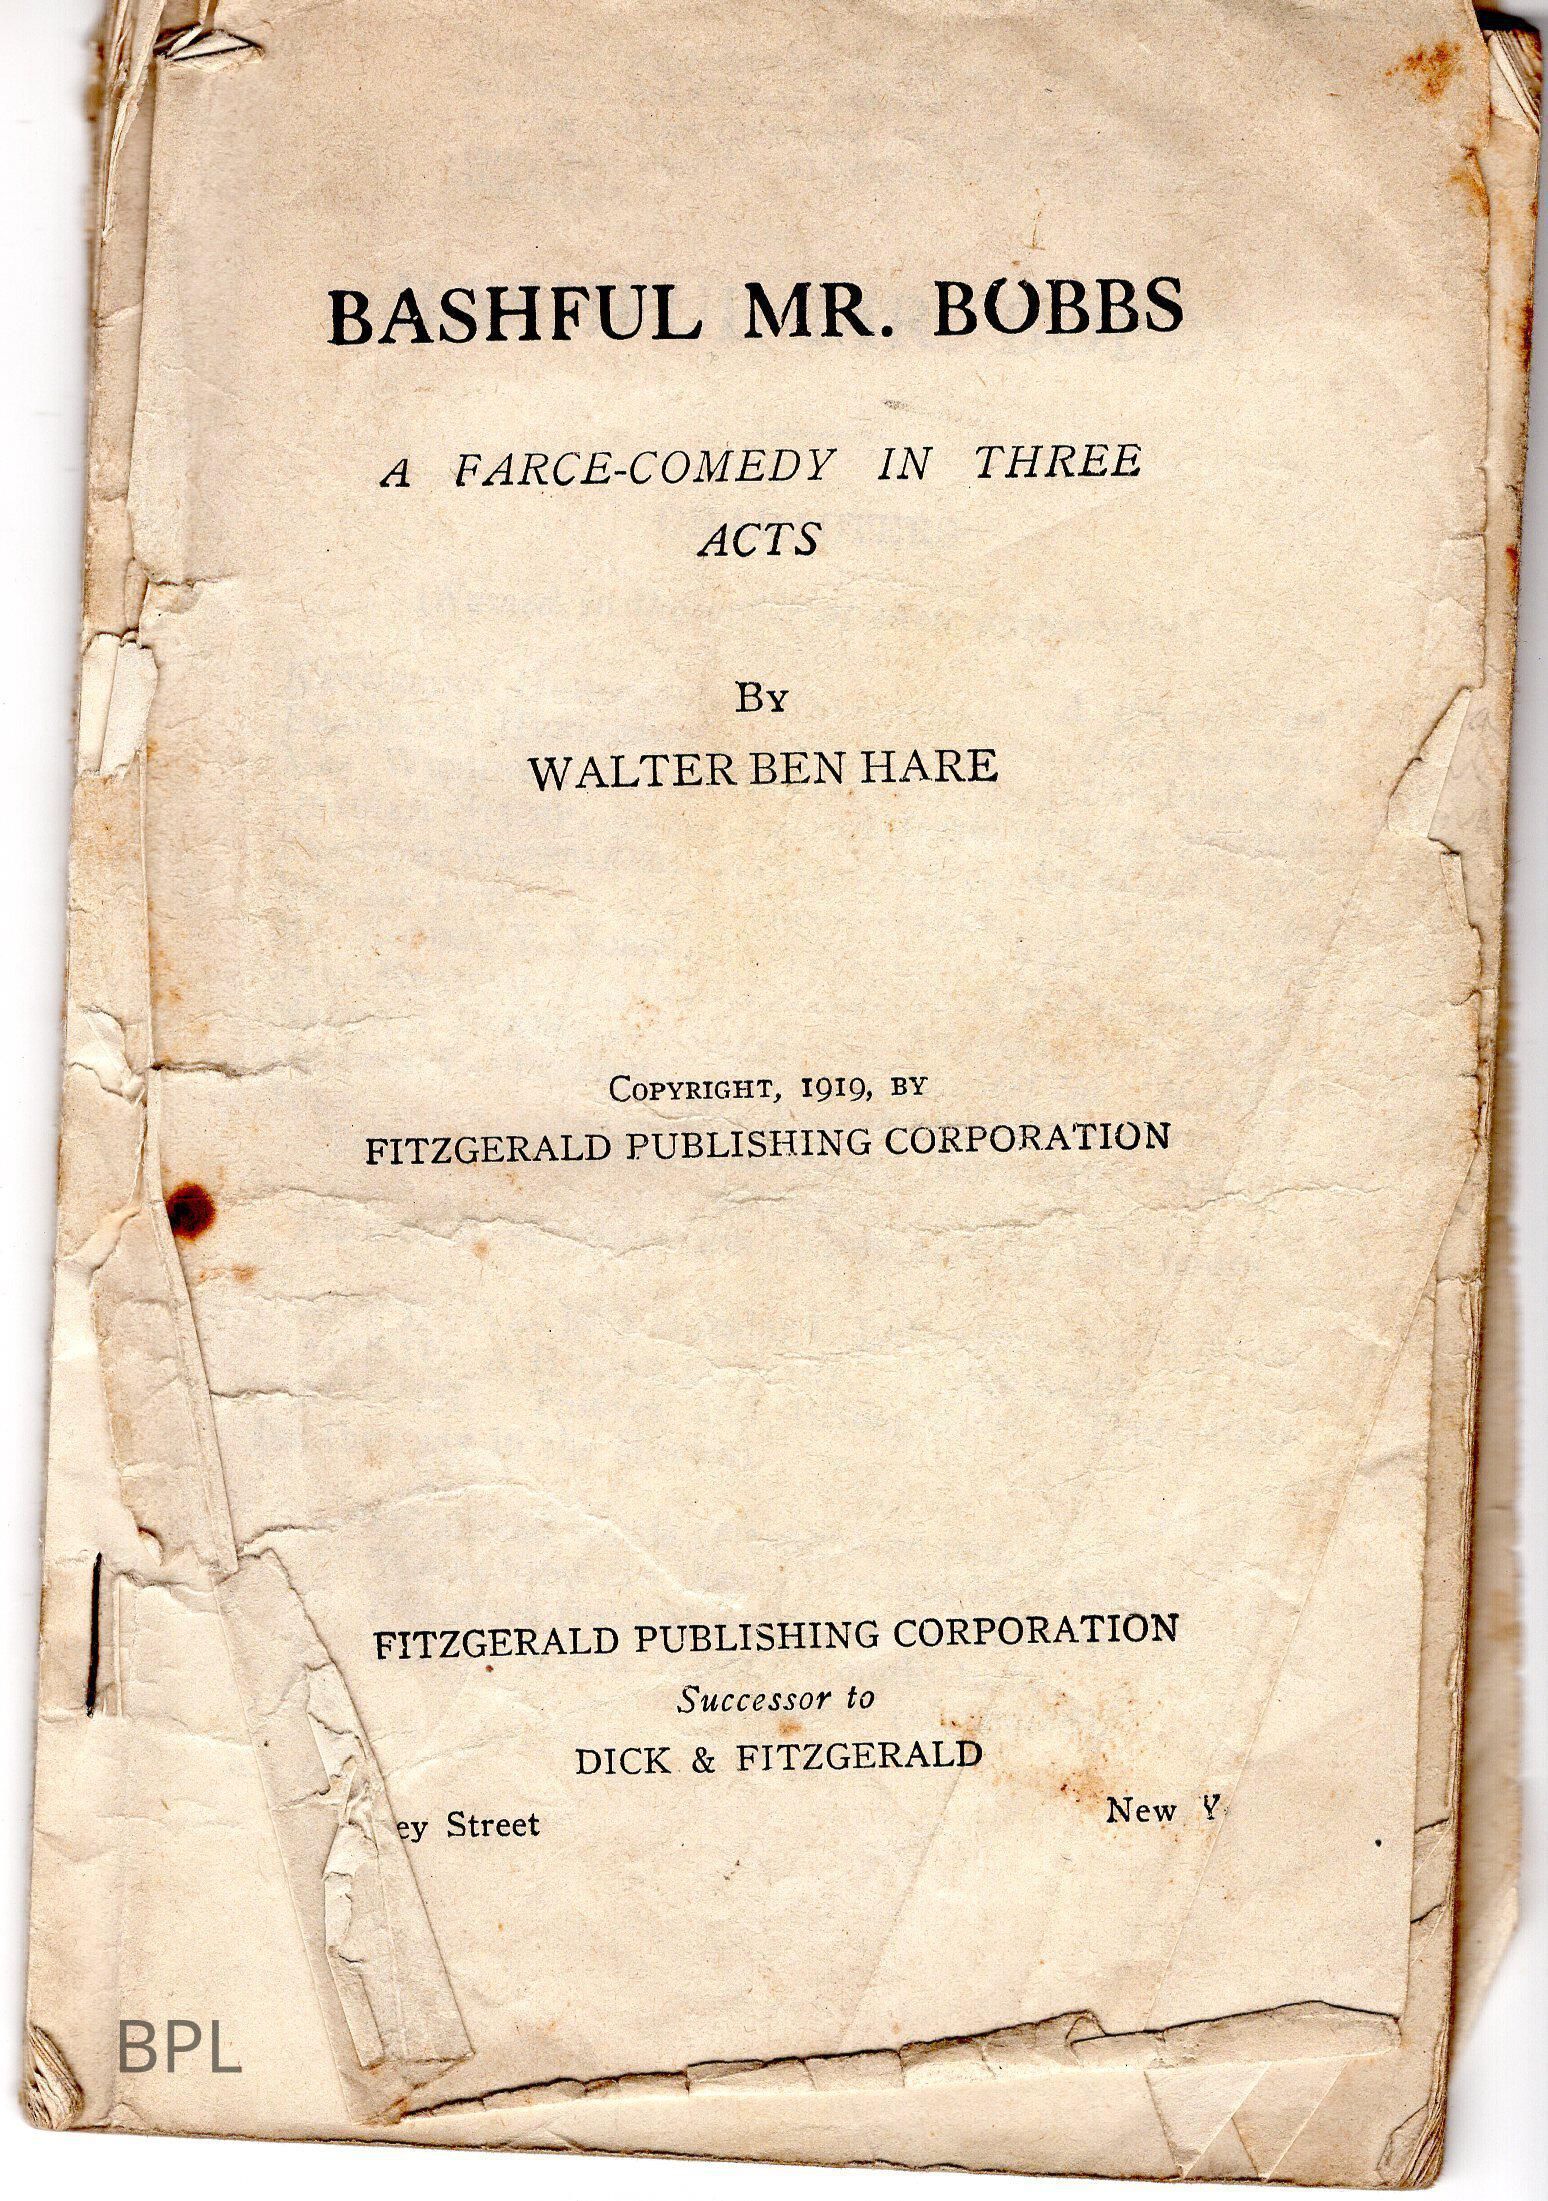 BASHFUL MR. BOBBS
A FARCE-COMEDY IN THREE
ACTS
By
WALTER BEN HARE
Copyright, 1919, by
FITZGERALD PUBLISHING CORPORATION
FITZGERALD PUBLISHING CORPORATION
Successor to
DICK & FITZGERALD
ey Street New Y
BPL